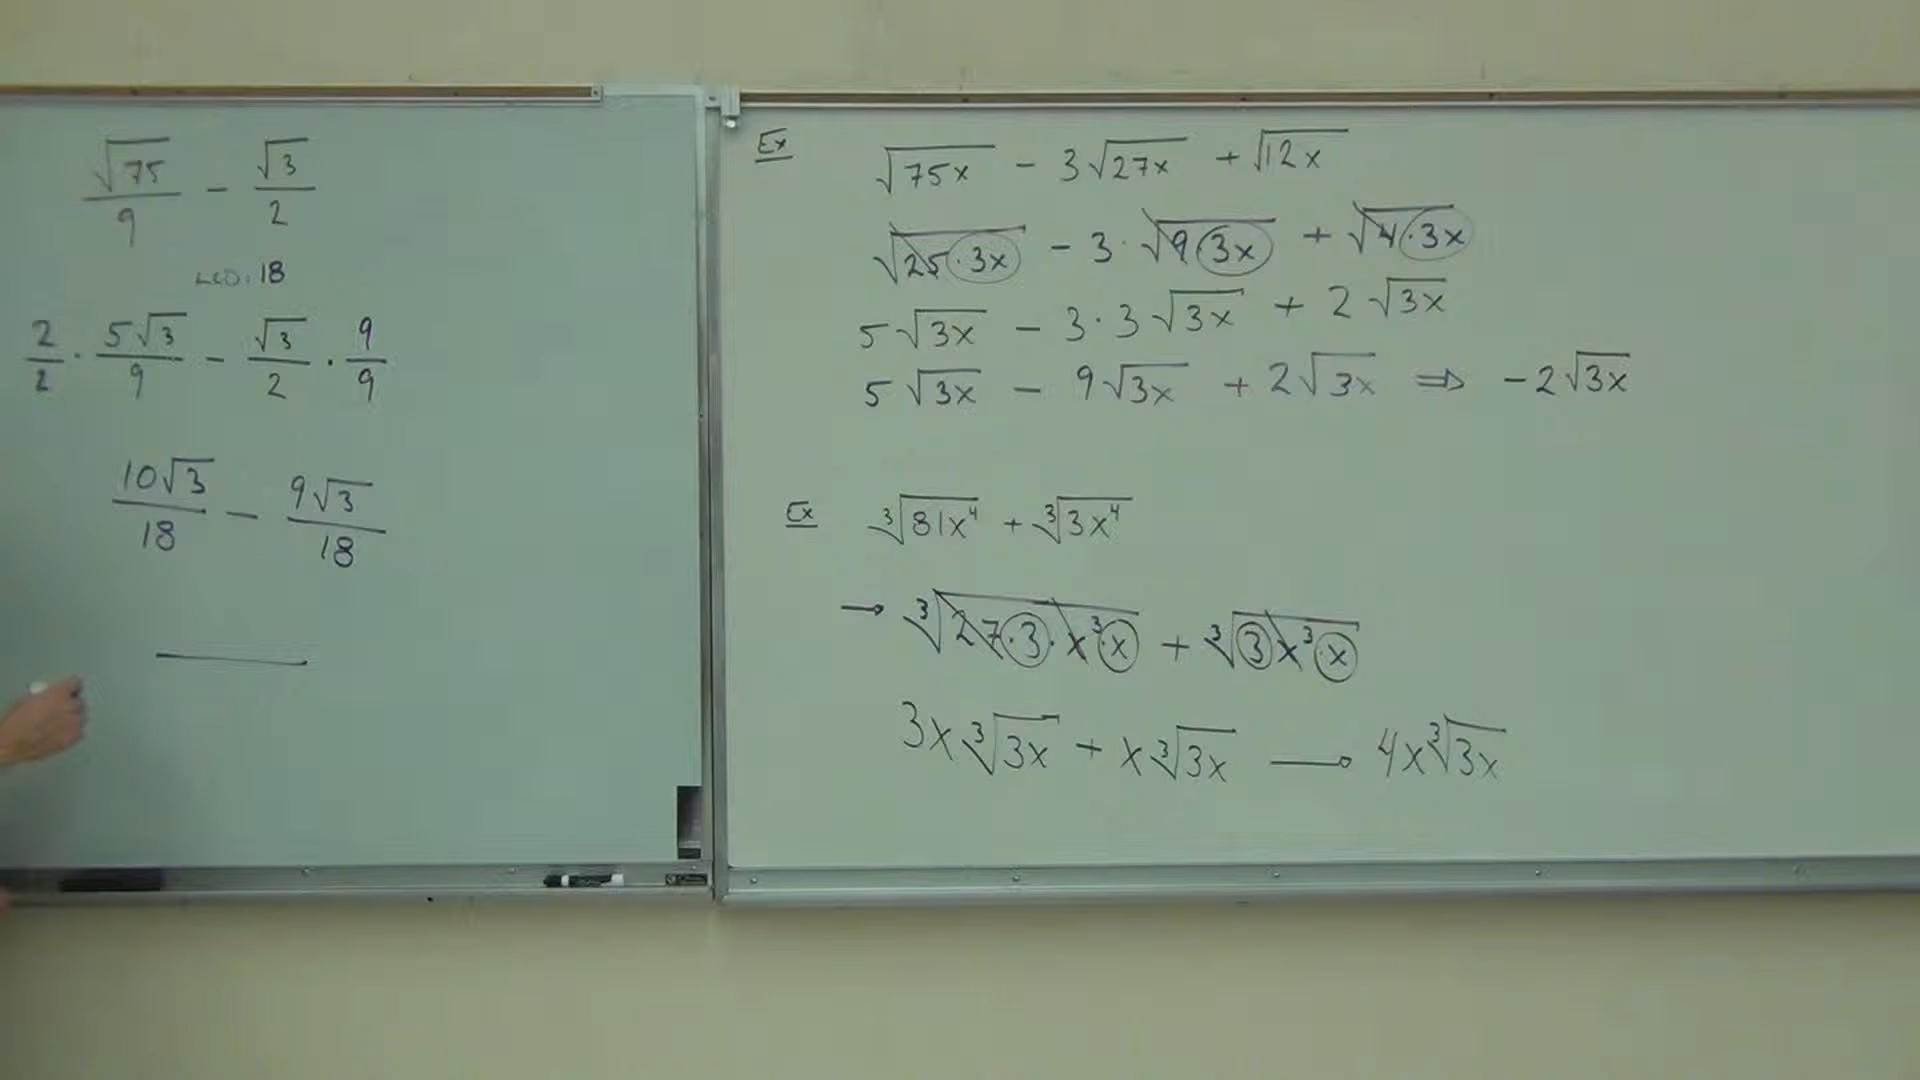 √75/9 - √3/2
LCD: 18
2/2 · 5√3/9 - √3/2 · 9/9
10√3/18 - 9√3/18
Ex √75x - 3√27x + √12x
√25·3x - 3·√9·3x + √4·3x
5√3x - 3·3√3x + 2√3x
5√3x - 9√3x + 2√3x ⇒ -2√3x
Ex ∛81x⁴ + ∛3x⁴
→ ∛27·3·x³·x + ∛3x³·x
3x∛3x + x∛3x → 4x∛3x